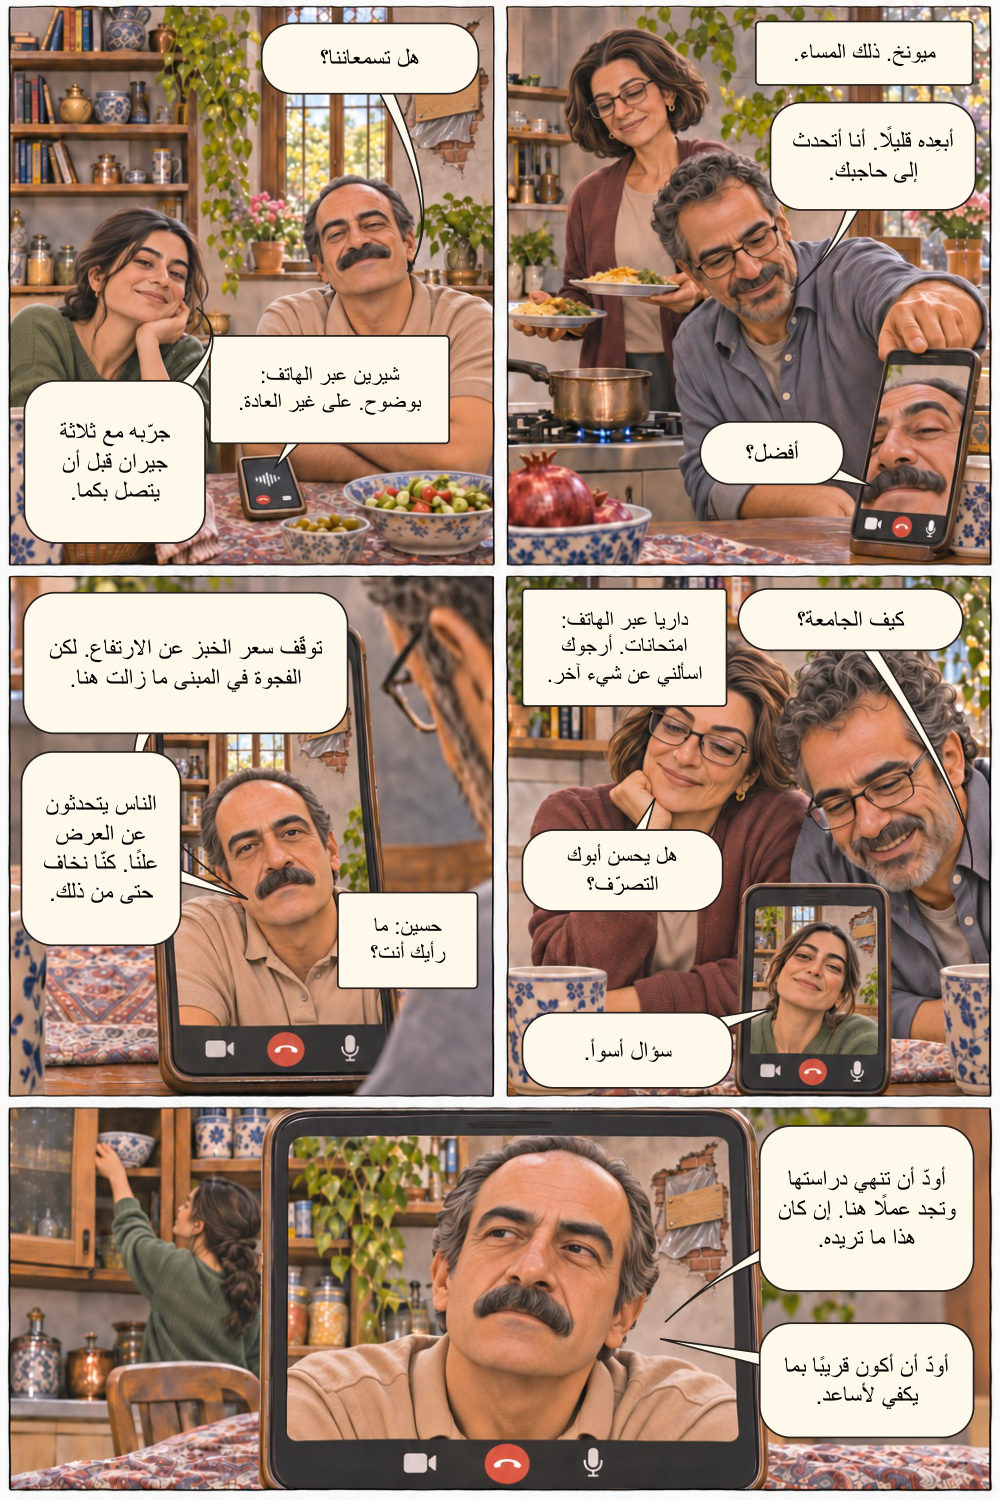 ميونخ. ذلك المساء.
أبعِده قليلًا. أنا أتحدث
إلى حاجبك.
أفضل؟
هل تسمعاننا؟
شيرين عبر الهاتف:
بوضوح. على غير العادة.
جرّبه مع ثلاثة
جيران قبل أن
يتصل بكما.
كيف الجامعة؟
داريا عبر الهاتف:
امتحانات. أرجوك
اسألني عن شيء آخر.
هل يحسن أبوك
التصرّف؟
سؤال أسوأ.
توقّف سعر الخبز عن الارتفاع. لكن
الفجوة في المبنى ما زالت هنا.
الناس يتحدثون
عن العرض
علنًا. كنّا نخاف
حتى من ذلك.
حسين: ما
رأيك أنت؟
أودّ أن تنهي دراستها
وتجد عملًا هنا. إن كان
هذا ما تريده.
أودّ أن أكون قريبًا بما
يكفي لأساعد.